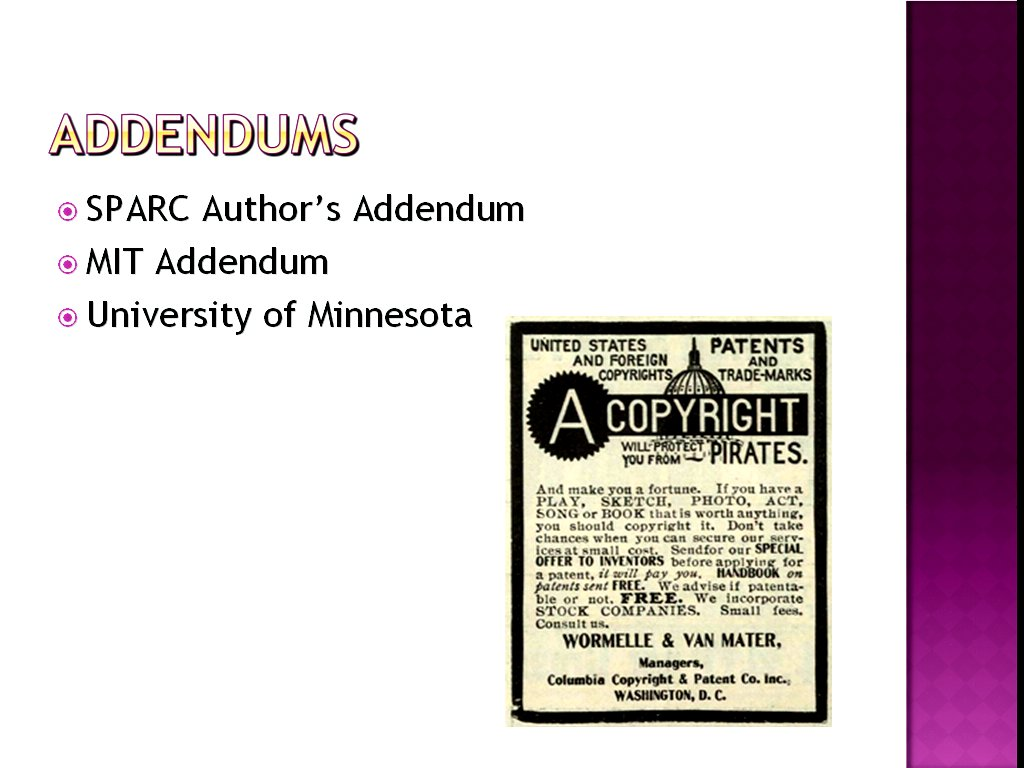 ADDENDUMS
SPARC Author’s Addendum
MIT Addendum
University of Minnesota
UNITED STATES
AND FOREIGN
COPYRIGHTS
PATENTS
AND
TRADE-MARKS
A COPYRIGHT
WILL PROTECT
YOU FROM
PIRATES.
And make you a fortune. If you have a
PLAY, SKETCH, PHOTO, ACT,
SONG or BOOK that is worth anything,
you should copyright it. Don't take
chances when you can secure our serv-
ices at small cost. Send for our SPECIAL
OFFER TO INVENTORS before applying for
a patent, it will pay you. HANDBOOK on
patents sent FREE. We advise if patenta-
ble or not. FREE. We incorporate
STOCK COMPANIES. Small fees.
Consult us.
WORMELLE & VAN MATER,
Managers,
Columbia Copyright & Patent Co. Inc.,
WASHINGTON, D. C.